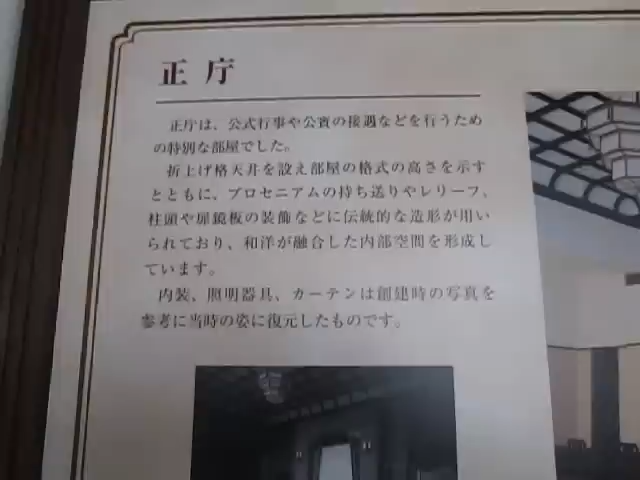 正庁
正庁は、公式行事や公賓の接遇などを行うため
の特別な部屋でした。
折上げ格天井を設え部屋の格式の高さを示す
とともに、プロセニアムの持ち送りやレリーフ、
柱頭や扉鏡板の装飾などに伝統的な造形が用い
られており、和洋が融合した内部空間を形成し
ています。
内装、照明器具、カーテンは創建時の写真を
参考に当時の姿に復元したものです。